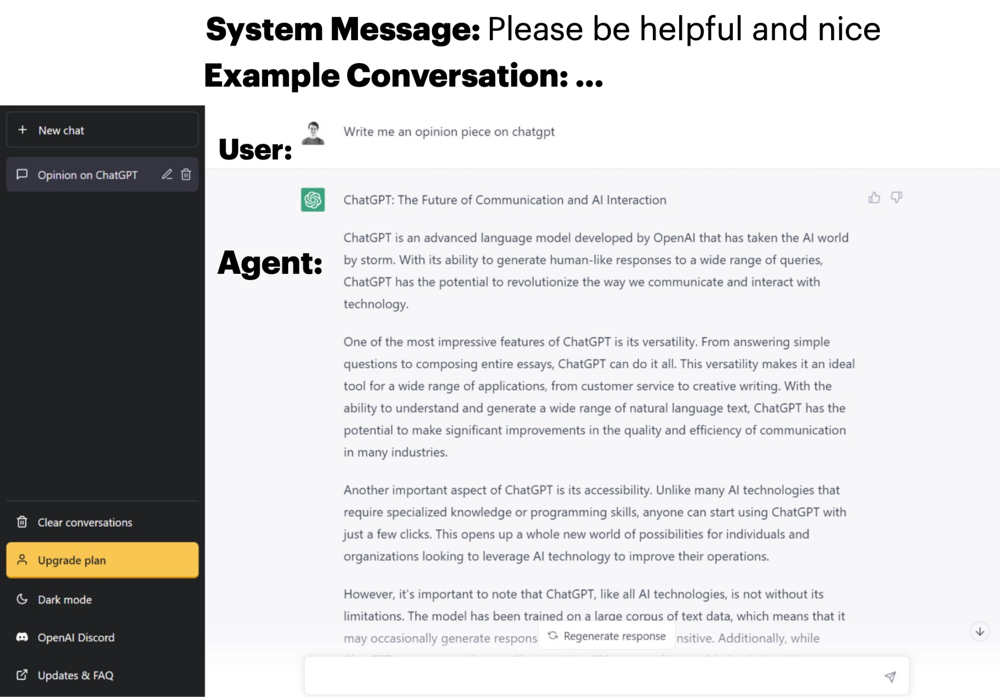 System Message: Please be helpful and nice
Example Conversation: ...
+ New chat
Opinion on ChatGPT
Clear conversations
Upgrade plan
Dark mode
OpenAI Discord
Updates & FAQ
User:
Write me an opinion piece on chatgpt
Agent:
ChatGPT: The Future of Communication and AI Interaction
ChatGPT is an advanced language model developed by OpenAI that has taken the AI world
by storm. With its ability to generate human-like responses to a wide range of queries,
ChatGPT has the potential to revolutionize the way we communicate and interact with
technology.
One of the most impressive features of ChatGPT is its versatility. From answering simple
questions to composing entire essays, ChatGPT can do it all. This versatility makes it an ideal
tool for a wide range of applications, from customer service to creative writing. With the
ability to understand and generate a wide range of natural language text, ChatGPT has the
potential to make significant improvements in the quality and efficiency of communication
in many industries.
Another important aspect of ChatGPT is its accessibility. Unlike many AI technologies that
require specialized knowledge or programming skills, anyone can start using ChatGPT with
just a few clicks. This opens up a whole new world of possibilities for individuals and
organizations looking to leverage AI technology to improve their operations.
However, it's important to note that ChatGPT, like all AI technologies, is not without its
limitations. The model has been trained on a large corpus of text data, which means that it
may occasionally generate respons nsitive. Additionally, while
Regenerate response